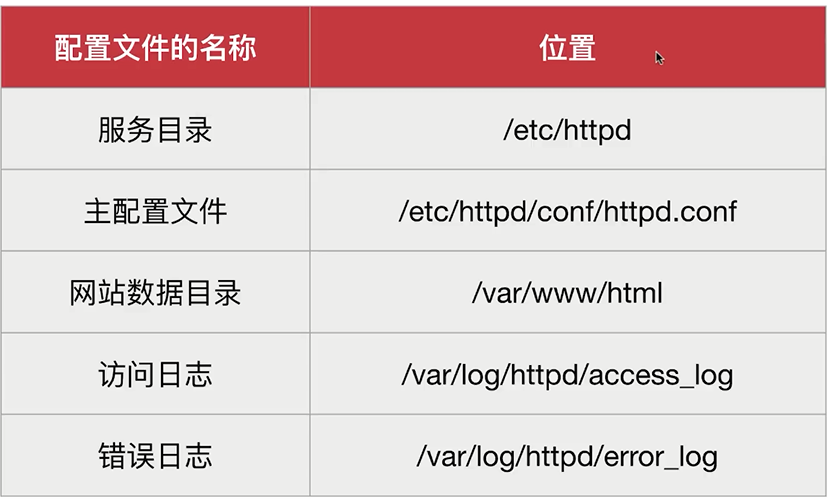 配置文件的名称 位置
服务目录 /etc/httpd
主配置文件 /etc/httpd/conf/httpd.conf
网站数据目录 /var/www/html
访问日志 /var/log/httpd/access_log
错误日志 /var/log/httpd/error_log